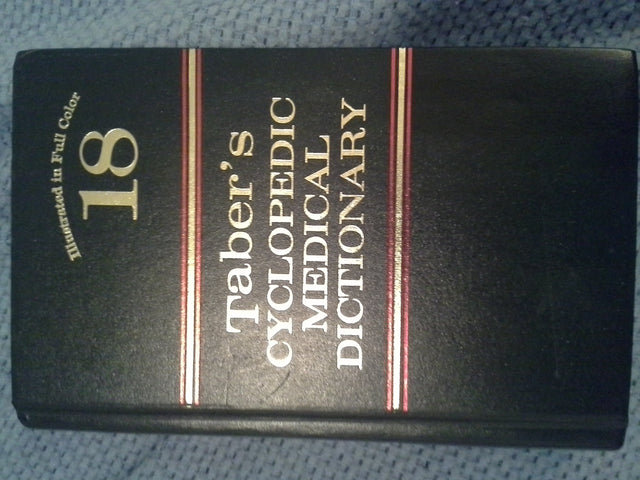 Illustrated in Full Color
18
Taber's
CYCLOPEDIC
MEDICAL
DICTIONARY